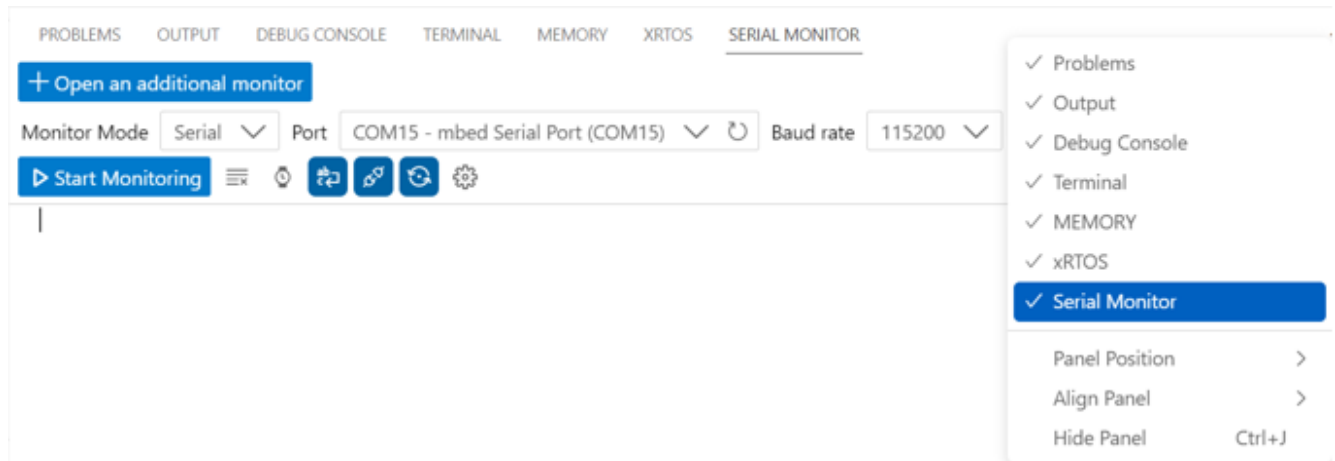 PROBLEMS OUTPUT DEBUG CONSOLE TERMINAL MEMORY XRTOS SERIAL MONITOR
+ Open an additional monitor
Monitor Mode Serial Port COM15 - mbed Serial Port (COM15) Baud rate 115200
Start Monitoring
✓ Problems
✓ Output
✓ Debug Console
✓ Terminal
✓ MEMORY
✓ xRTOS
✓ Serial Monitor
Panel Position >
Align Panel >
Hide Panel Ctrl+J